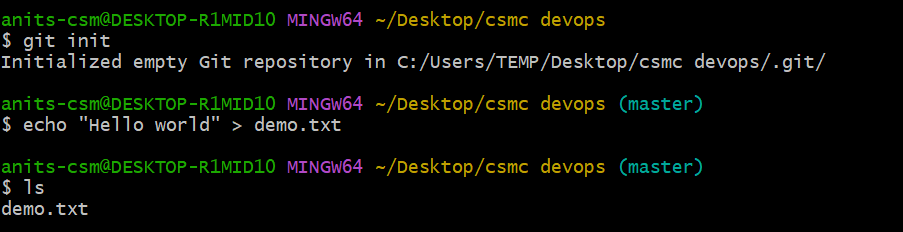 anits-csm@DESKTOP-R1MID10 MINGW64 ~/Desktop/csmc devops
$ git init
Initialized empty Git repository in C:/Users/TEMP/Desktop/csmc devops/.git/
anits-csm@DESKTOP-R1MID10 MINGW64 ~/Desktop/csmc devops (master)
$ echo "Hello world" > demo.txt
anits-csm@DESKTOP-R1MID10 MINGW64 ~/Desktop/csmc devops (master)
$ ls
demo.txt